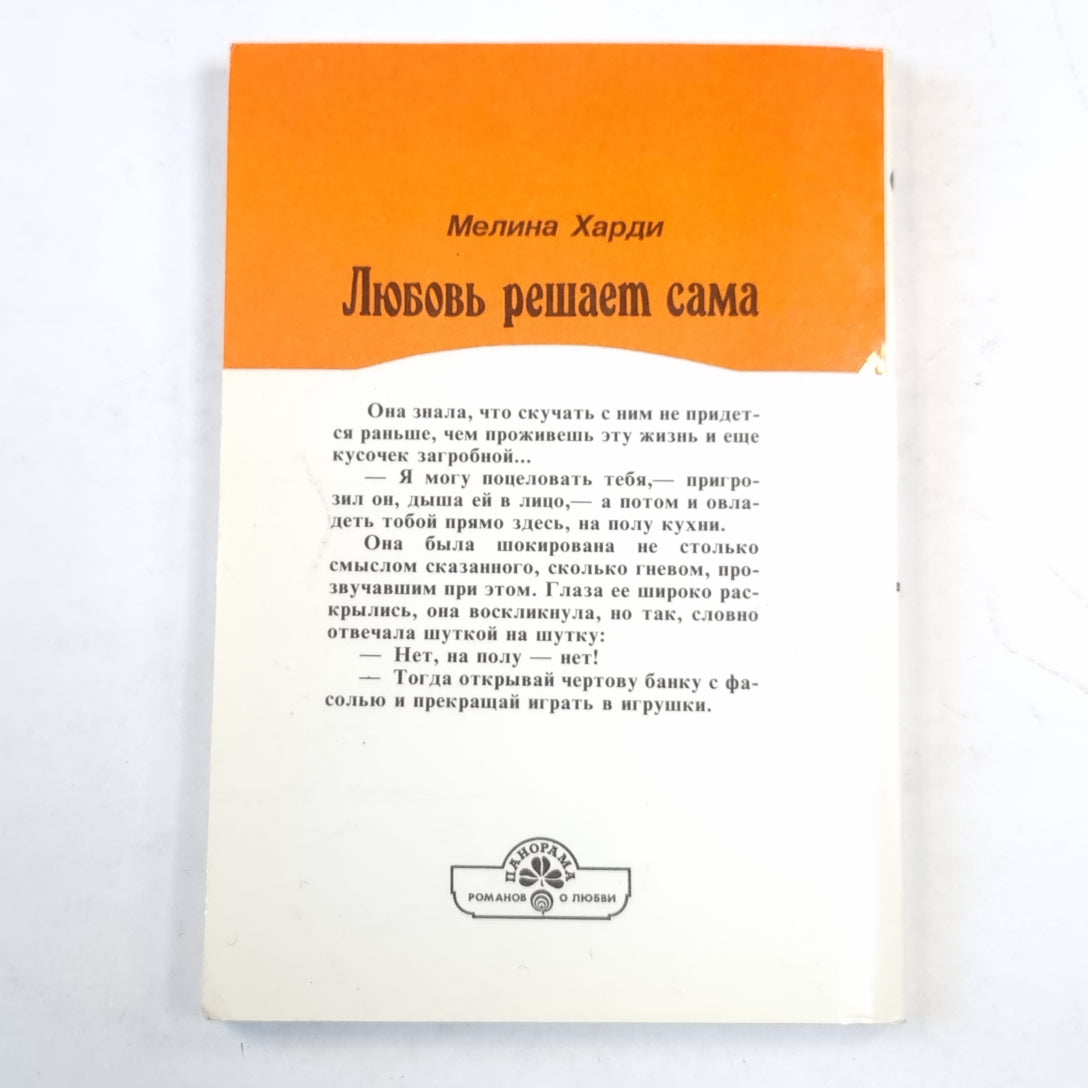 Мелина Харди
Любовь решает сама
Она знала, что скучать с ним не придет-
ся раньше, чем проживешь эту жизнь и еще
кусочек загробной...
— Я могу поцеловать тебя,— пригро-
зил он, дыша ей в лицо,— а потом и овла-
деть тобой прямо здесь, на полу кухни.
Она была шокирована не столько
смыслом сказанного, сколько гневом, про-
звучавшим при этом. Глаза ее широко рас-
крылись, она воскликнула, но так, словно
отвечала шуткой на шутку:
— Нет, на полу — нет!
— Тогда открывай чертову банку с фа-
солью и прекращай играть в игрушки.
ПАНОРАМА
РОМАНОВ О ЛЮБВИ